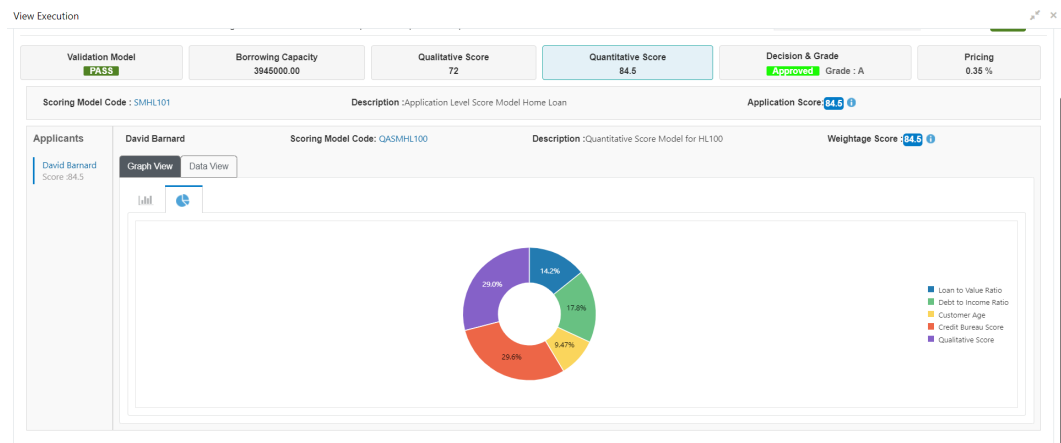 View Execution
Validation Model
PASS
Borrowing Capacity
3945000.00
Qualitative Score
72
Quantitative Score
84.5
Decision & Grade
Approved Grade : A
Pricing
0.35 %
Scoring Model Code : SMHL101
Description :Application Level Score Model Home Loan
Application Score: 84.5
Applicants
David Barnard
Score :84.5
David Barnard
Scoring Model Code: QASMHL100
Description :Quantitative Score Model for HL100
Weightage Score : 84.5
Graph View
Data View
14.2%
17.8%
9.47%
29.6%
29.0%
Loan to Value Ratio
Debt to Income Ratio
Customer Age
Credit Bureau Score
Qualitative Score